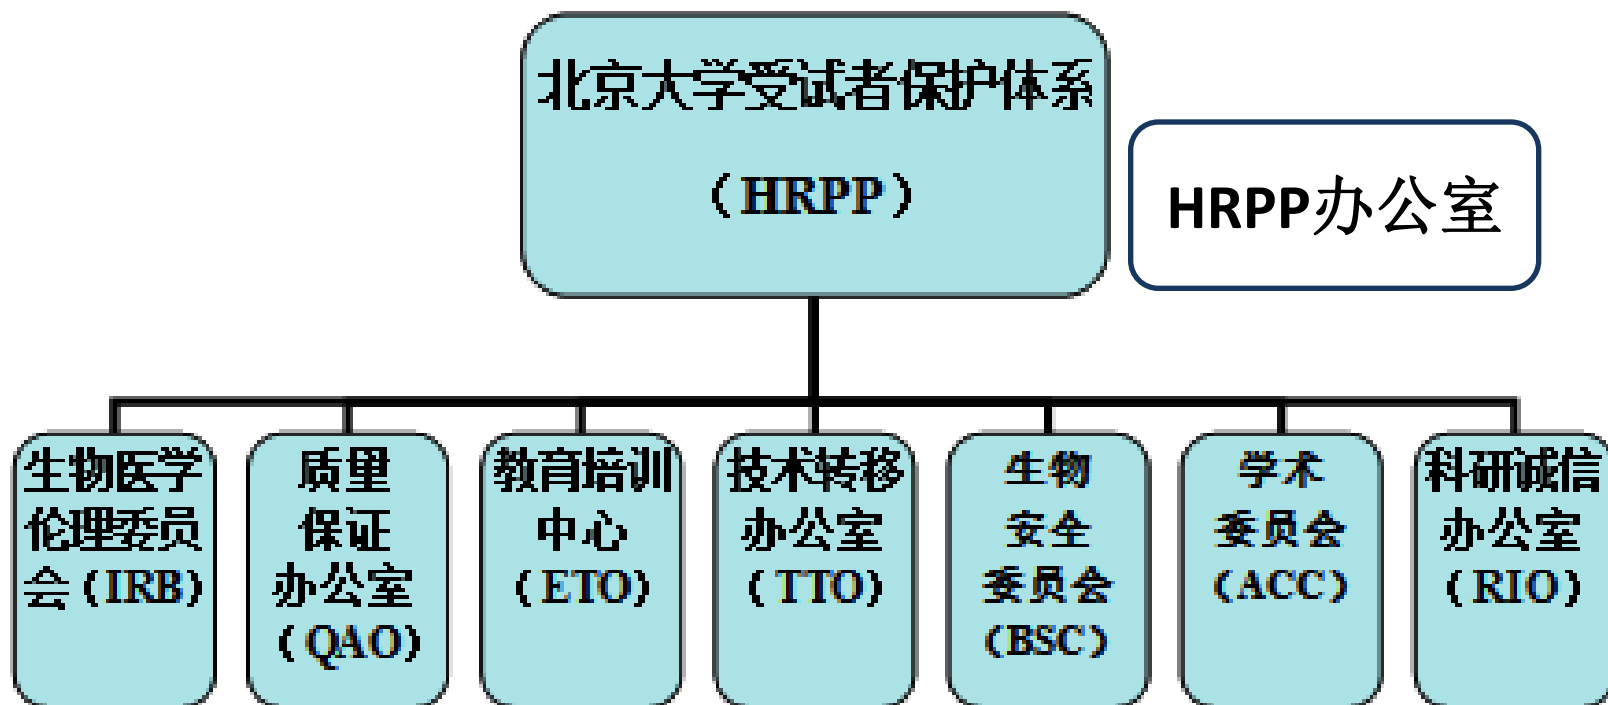 北京大学受试者保护体系
（HRPP）
HRPP办公室
生物医学
伦理委员
会（IRB）
质量
保证
办公室
（QAO）
教育培训
中心
（ETO）
技术转移
办公室
（TTO）
生物
安全
委员会
（BSC）
学术
委员会
（ACC）
科研诚信
办公室
（RIO）